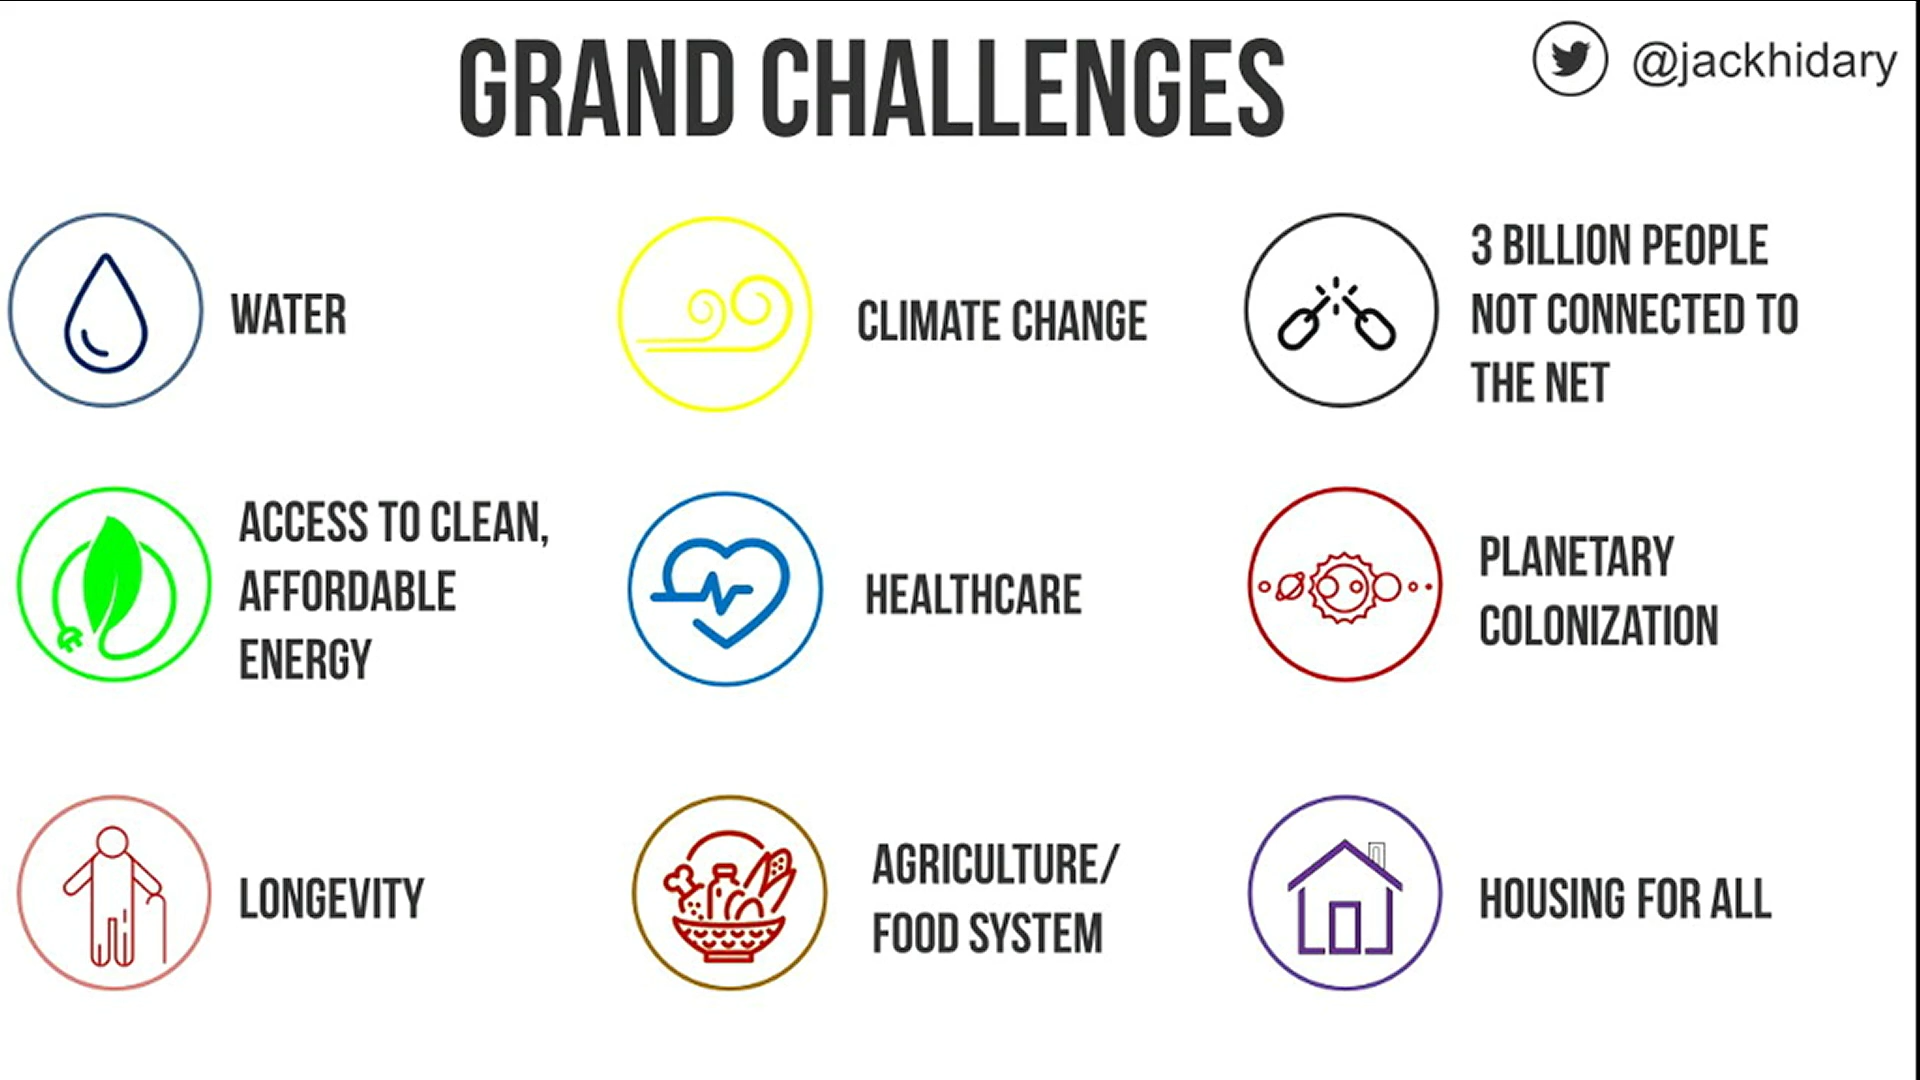 GRAND CHALLENGES
@jackhidary
WATER
CLIMATE CHANGE
3 BILLION PEOPLE
NOT CONNECTED TO
THE NET
ACCESS TO CLEAN,
AFFORDABLE
ENERGY
HEALTHCARE
PLANETARY
COLONIZATION
LONGEVITY
AGRICULTURE/
FOOD SYSTEM
HOUSING FOR ALL